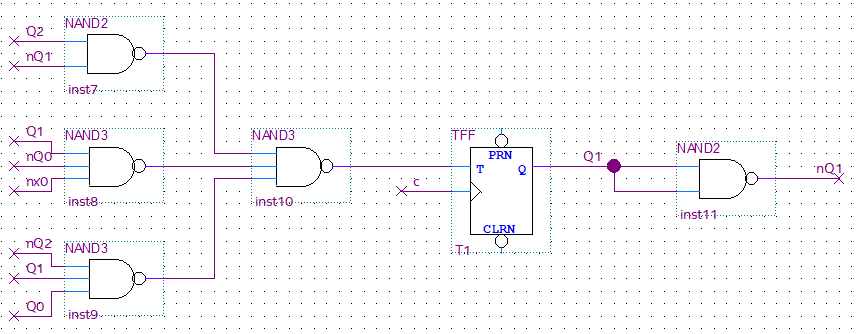 NAND2
Q2
nQ1
inst7
Q1
nQ0
nx0
NAND3
inst8
NAND3
inst10
nQ2
Q1
Q0
NAND3
inst9
TFF
PRN
T Q
CLRN
T1
c
Q1
NAND2
inst11
nQ1